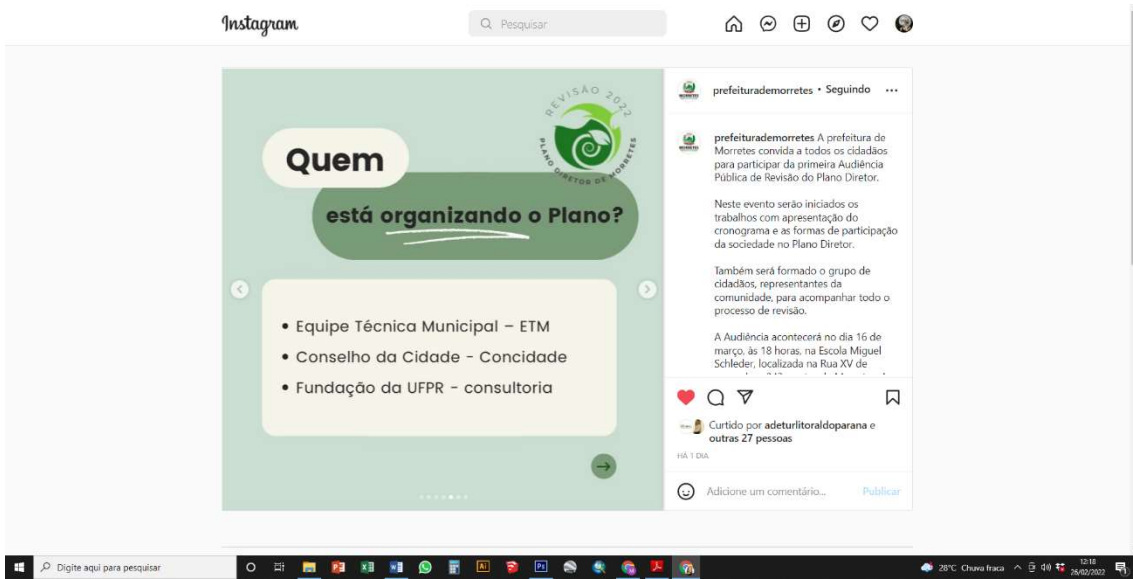 Instagram
Pesquisar
REVISÃO 2022
PLANO DIRETOR DE MORRETES
Quem
está organizando o Plano?
• Equipe Técnica Municipal – ETM
• Conselho da Cidade - Concidade
• Fundação da UFPR - consultoria
prefeiturademorretes • Seguindo
prefeiturademorretes A prefeitura de
Morretes convida a todos os cidadãos
para participar da primeira Audiência
Pública de Revisão do Plano Diretor.
Neste evento serão iniciados os
trabalhos com apresentação do
cronograma e as formas de participação
da sociedade no Plano Diretor.
Também será formado o grupo de
cidadãos, representantes da
comunidade, para acompanhar todo o
processo de revisão.
A Audiência acontecerá no dia 16 de
março, às 18 horas, na Escola Miguel
Schleder, localizada na Rua XV de
Curtido por adeturlitoraldoparana e
outras 27 pessoas
HÁ 1 DIA
Adicione um comentário...
Publicar
Digite aqui para pesquisar
28°C Chuva fraca
12:18
26/02/2022